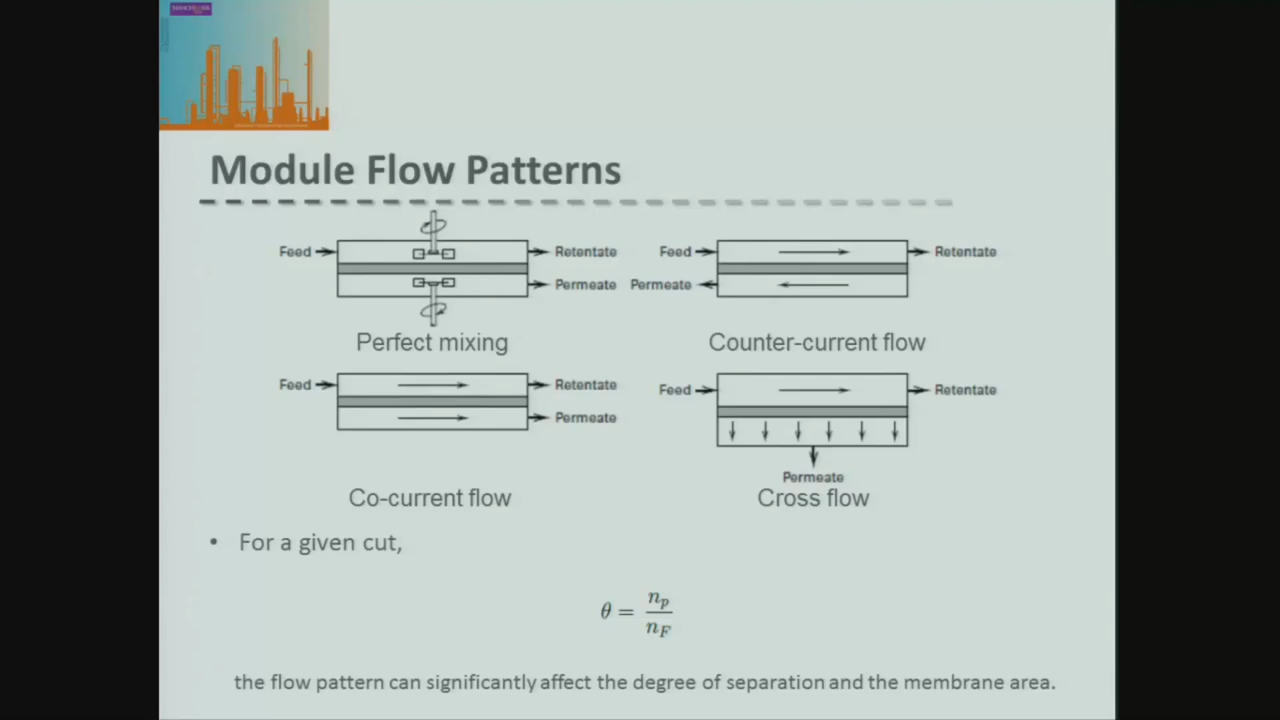 MANCHESTER
Module Flow Patterns
Feed Retentate Feed Retentate
Permeate Permeate
Perfect mixing Counter-current flow
Feed Retentate Feed Retentate
Permeate
Permeate
Co-current flow Cross flow
• For a given cut,
θ = n_p / n_F
the flow pattern can significantly affect the degree of separation and the membrane area.